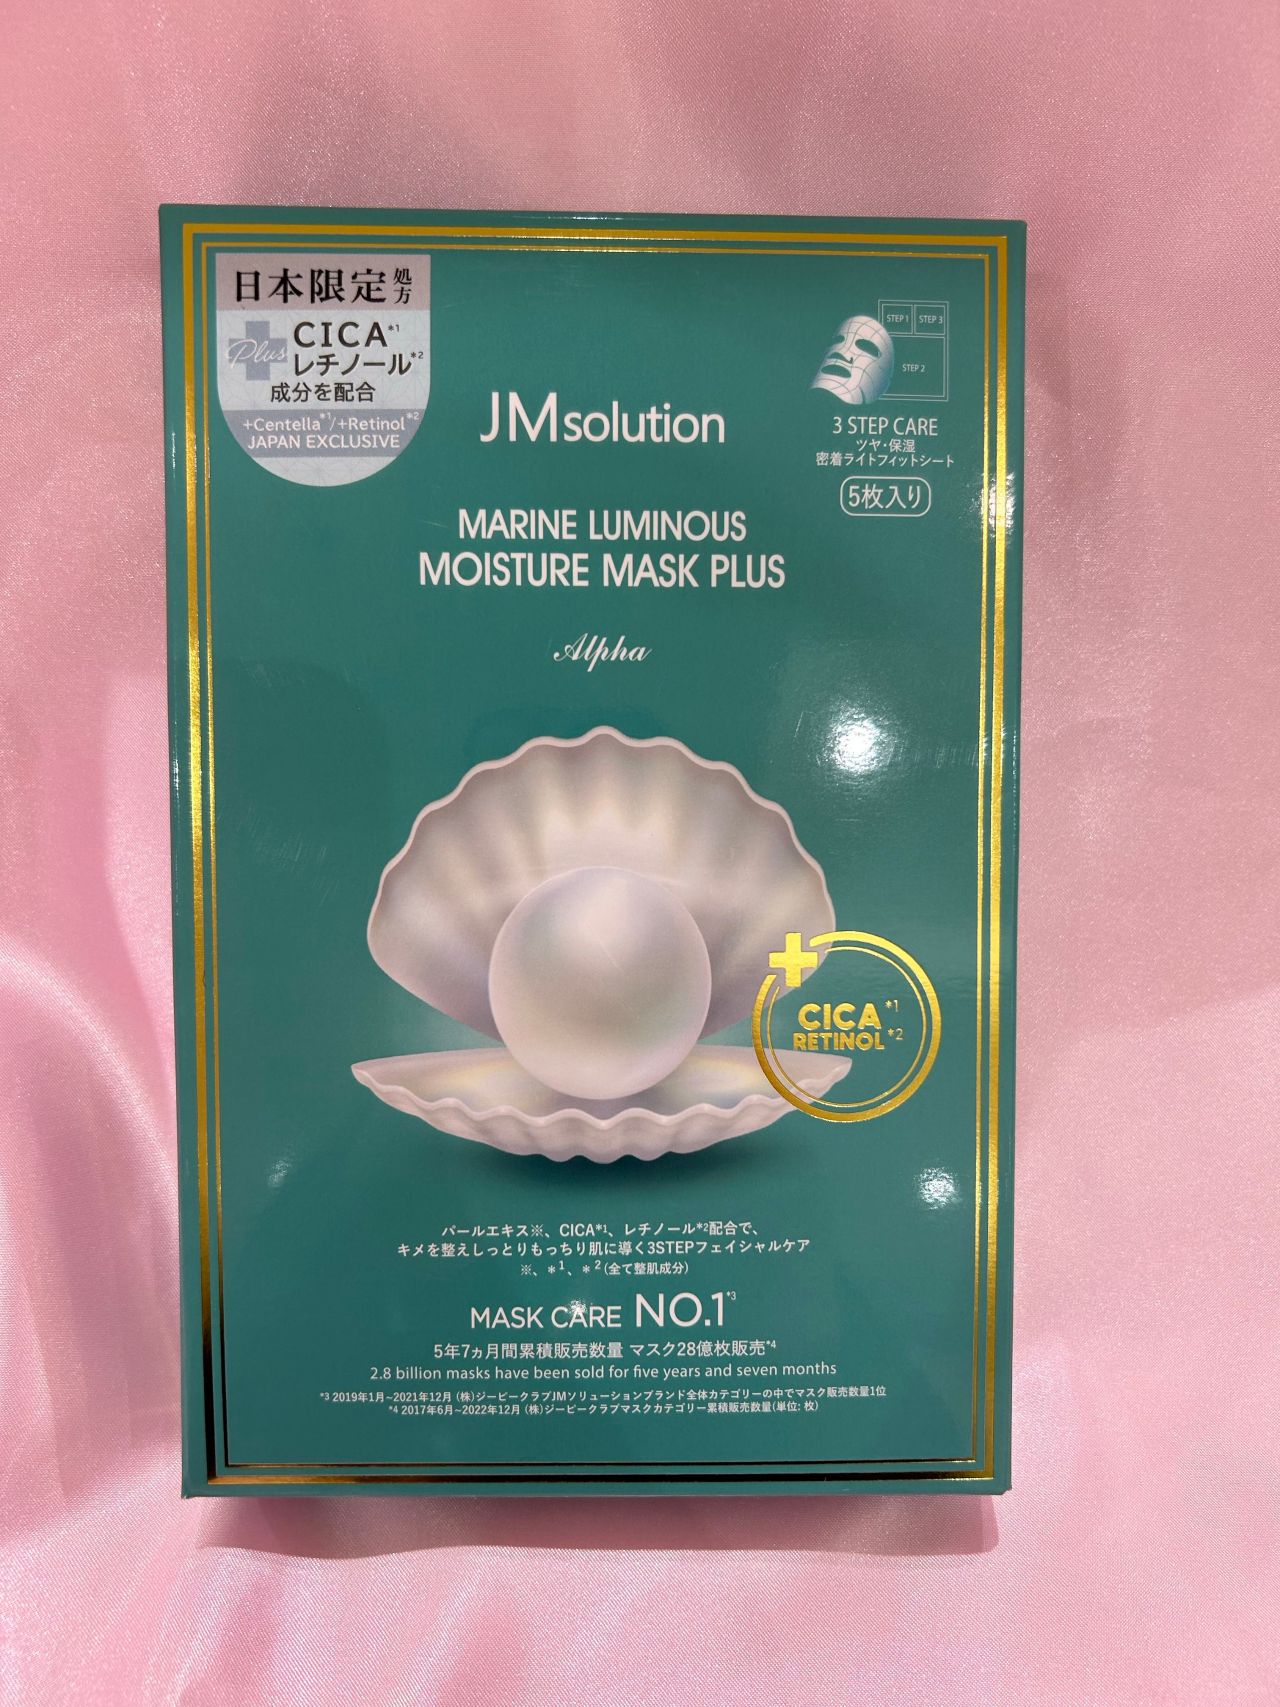 日本限定処方
Plus
CICA*1
レチノール*2
成分を配合
+Centella*1/+Retinol*2
JAPAN EXCLUSIVE
STEP 1
STEP 3
STEP 2
3 STEP CARE
ツヤ・保湿
密着ライトフィットシート
5枚入り
JMsolution
MARINE LUMINOUS
MOISTURE MASK PLUS
Alpha
CICA*1
RETINOL*2
パールエキス※、CICA*1、レチノール*2配合で、
キメを整えしっとりもっちり肌に導く3STEPフェイシャルケア
※、*1、*2(全て整肌成分)
MASK CARE NO.1*3
5年7ヵ月間累積販売数量 マスク28億枚販売*4
2.8 billion masks have been sold for five years and seven months
*3 2019年1月~2021年12月 (株)ジーピークラブJMソリューションブランド全体カテゴリーの中でマスク販売数量1位
*4 2017年6月~2022年12月 (株)ジーピークラブマスクカテゴリー累積販売数量(単位: 枚)